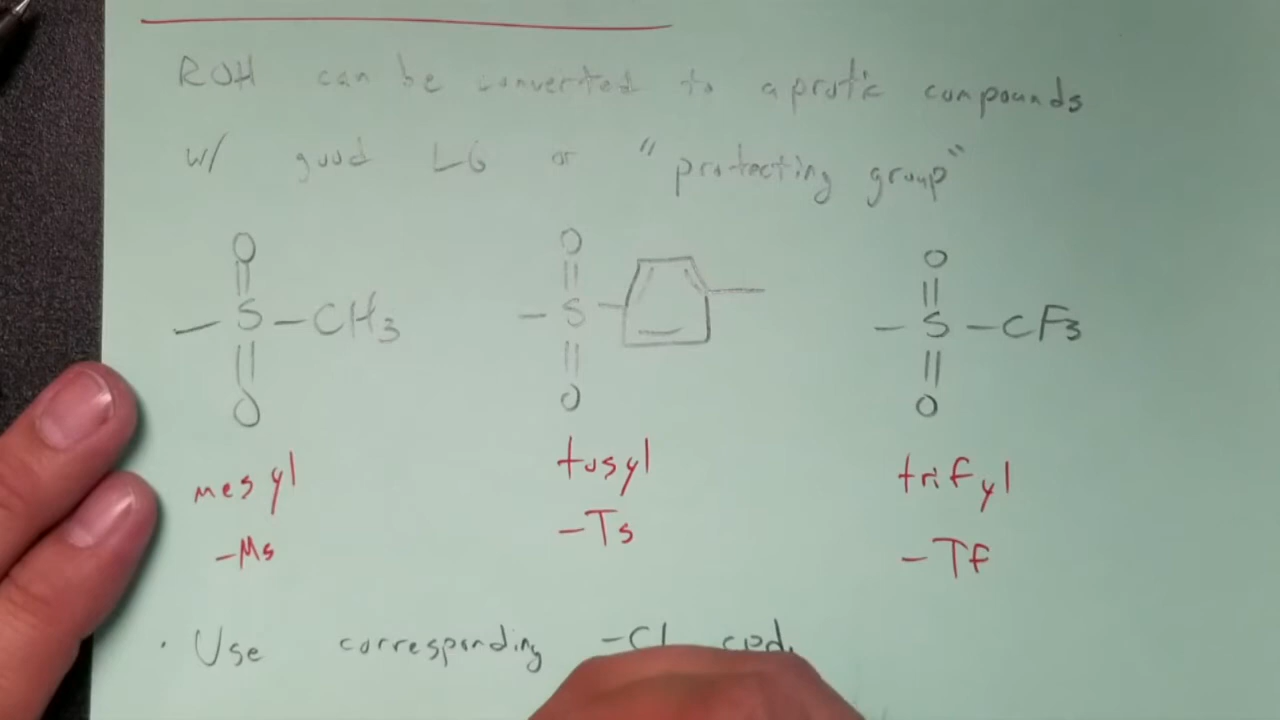 ROH can be converted to aprotic compounds
w/ good LG or "protecting group"
O O O
S - CH3 S S - CF3
O O O
mesyl tosyl trifyl
-Ms -Ts -Tf
· Use corresponding -Cl